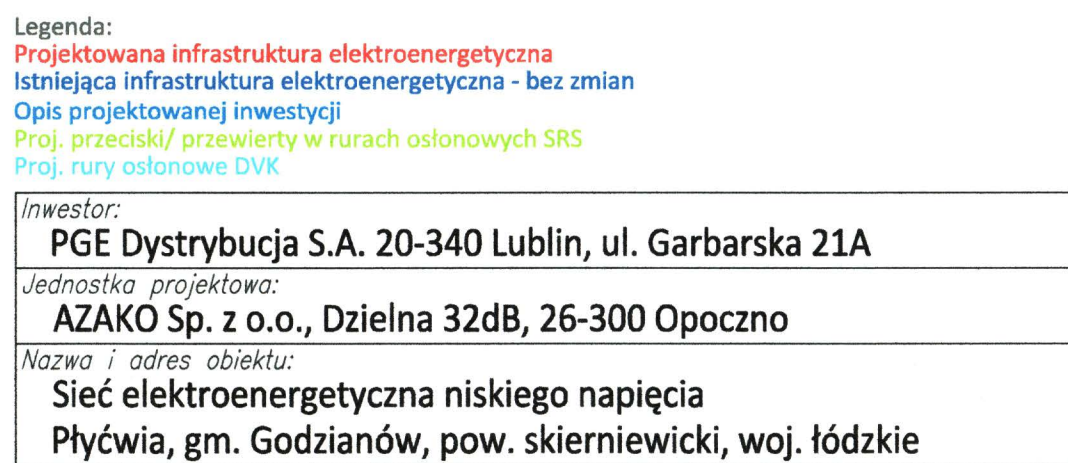 Legenda:
Projektowana infrastruktura elektroenergetyczna
Istniejąca infrastruktura elektroenergetyczna - bez zmian
Opis projektowanej inwestycji
Proj. przeciski/ przewierty w rurach osłonowych SRS
Proj. rury osłonowe DVK
Inwestor:
PGE Dystrybucja S.A. 20-340 Lublin, ul. Garbarska 21A
Jednostka projektowa:
AZAKO Sp. z o.o., Dzielna 32dB, 26-300 Opoczno
Nazwa i adres obiektu:
Sieć elektroenergetyczna niskiego napięcia
Płyćwia, gm. Godzianów, pow. skierniewicki, woj. łódzkie